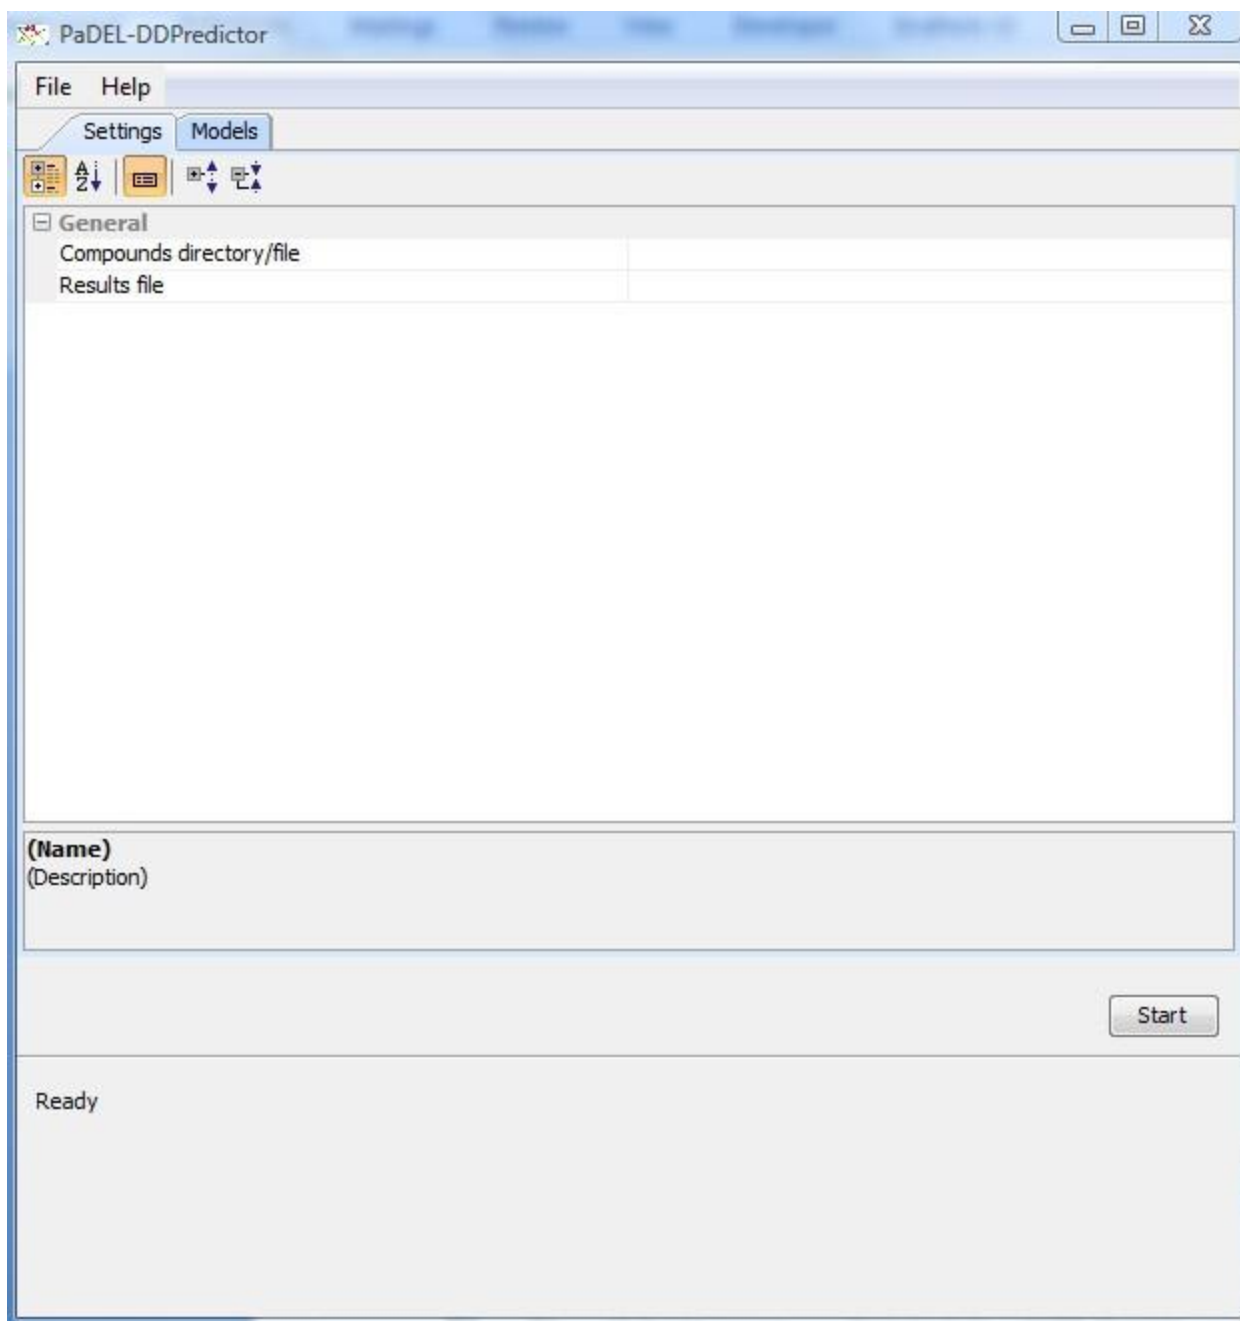 PaDEL-DDPredictor
File Help
Settings Models
General
Compounds directory/file
Results file
(Name)
(Description)
Start
Ready